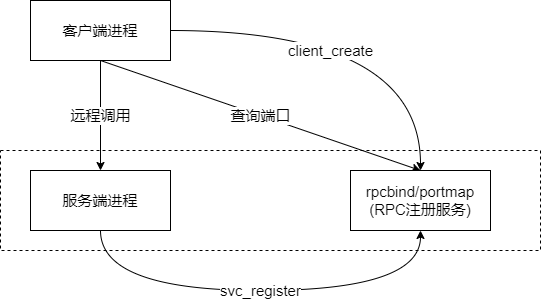 客户端进程
client_create
远程调用
查询端口
服务端进程
rpcbind/portmap
(RPC注册服务)
svc_register